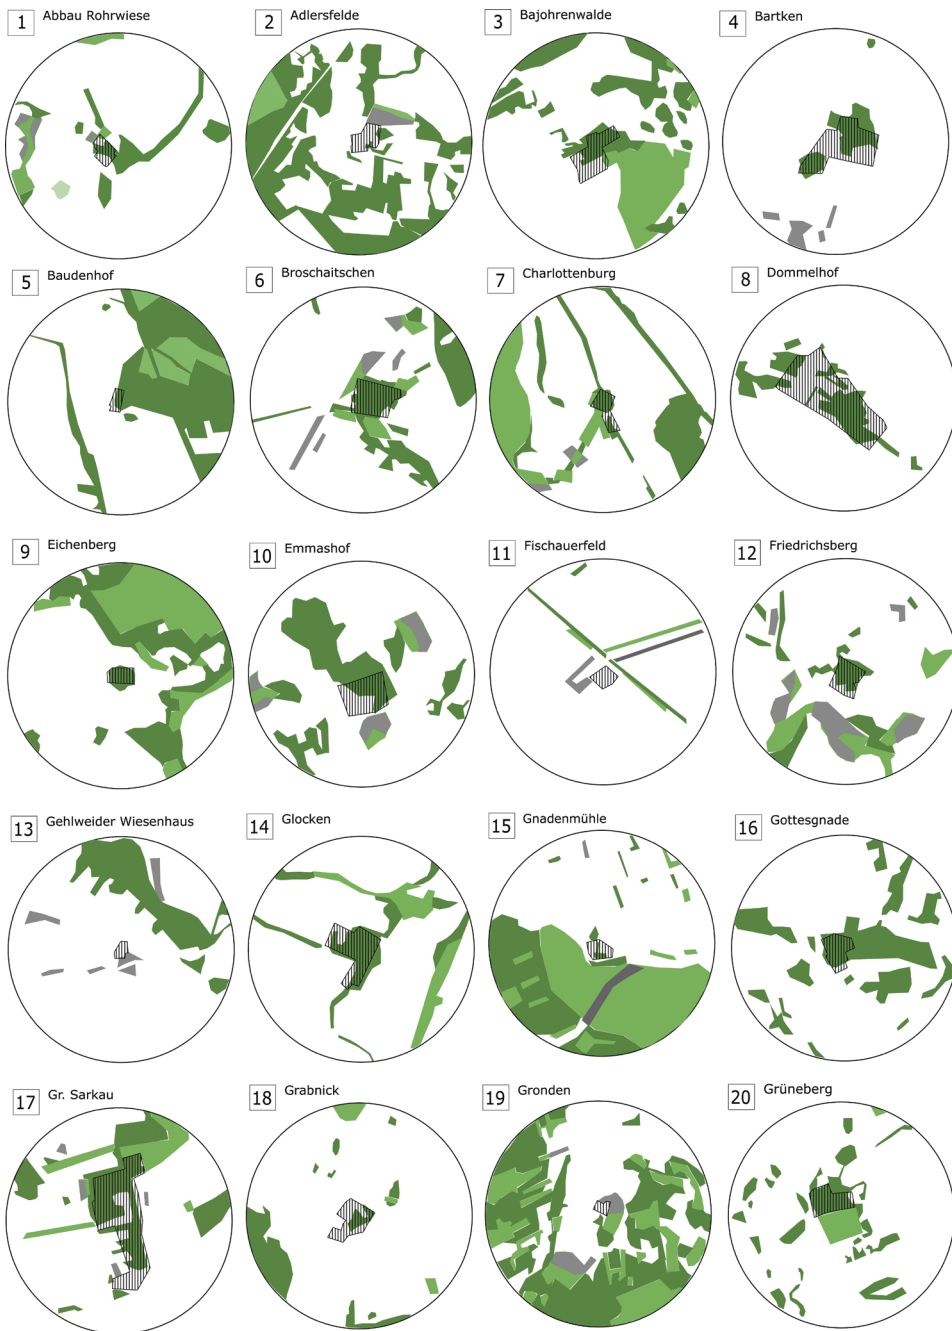 1 Abbau Rohrwiese
2 Adlersfelde
3 Bajohrenwalde
4 Bartken
5 Baudenhof
6 Broschaitschen
7 Charlottenburg
8 Dommelhof
9 Eichenberg
10 Emmashof
11 Fischauerfeld
12 Friedrichsberg
13 Gehlweider Wiesenhaus
14 Glocken
15 Gnadenmühle
16 Gottesgnade
17 Gr. Sarkau
18 Grabnick
19 Gronden
20 Grüneberg